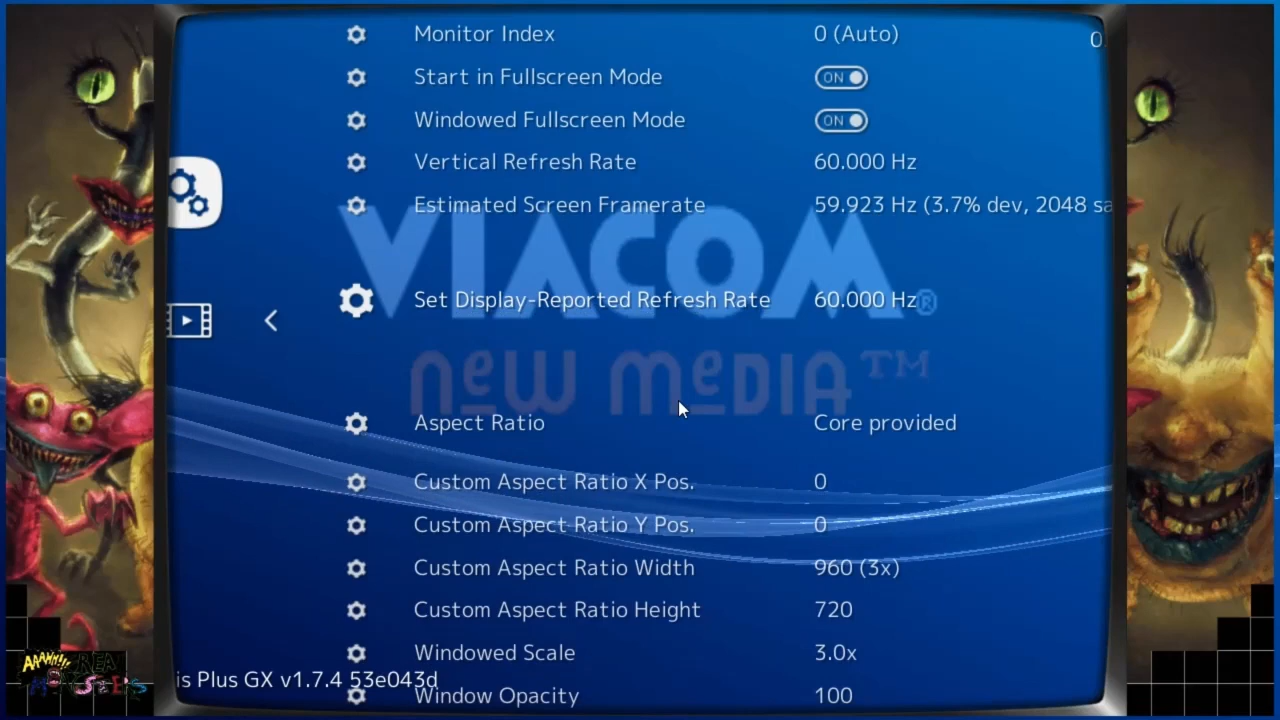 Monitor Index 0 (Auto)
0.
Start in Fullscreen Mode ON
Windowed Fullscreen Mode ON
Vertical Refresh Rate 60.000 Hz
Estimated Screen Framerate 59.923 Hz (3.7% dev, 2048 sa
VIACOM®
Set Display-Reported Refresh Rate 60.000 Hz
new media™
Aspect Ratio Core provided
Custom Aspect Ratio X Pos. 0
Custom Aspect Ratio Y Pos. 0
Custom Aspect Ratio Width 960 (3x)
Custom Aspect Ratio Height 720
Windowed Scale 3.0x
is Plus GX v1.7.4 53e043d
Window Opacity 100
AAAHH!!! REAL
MONSTERS